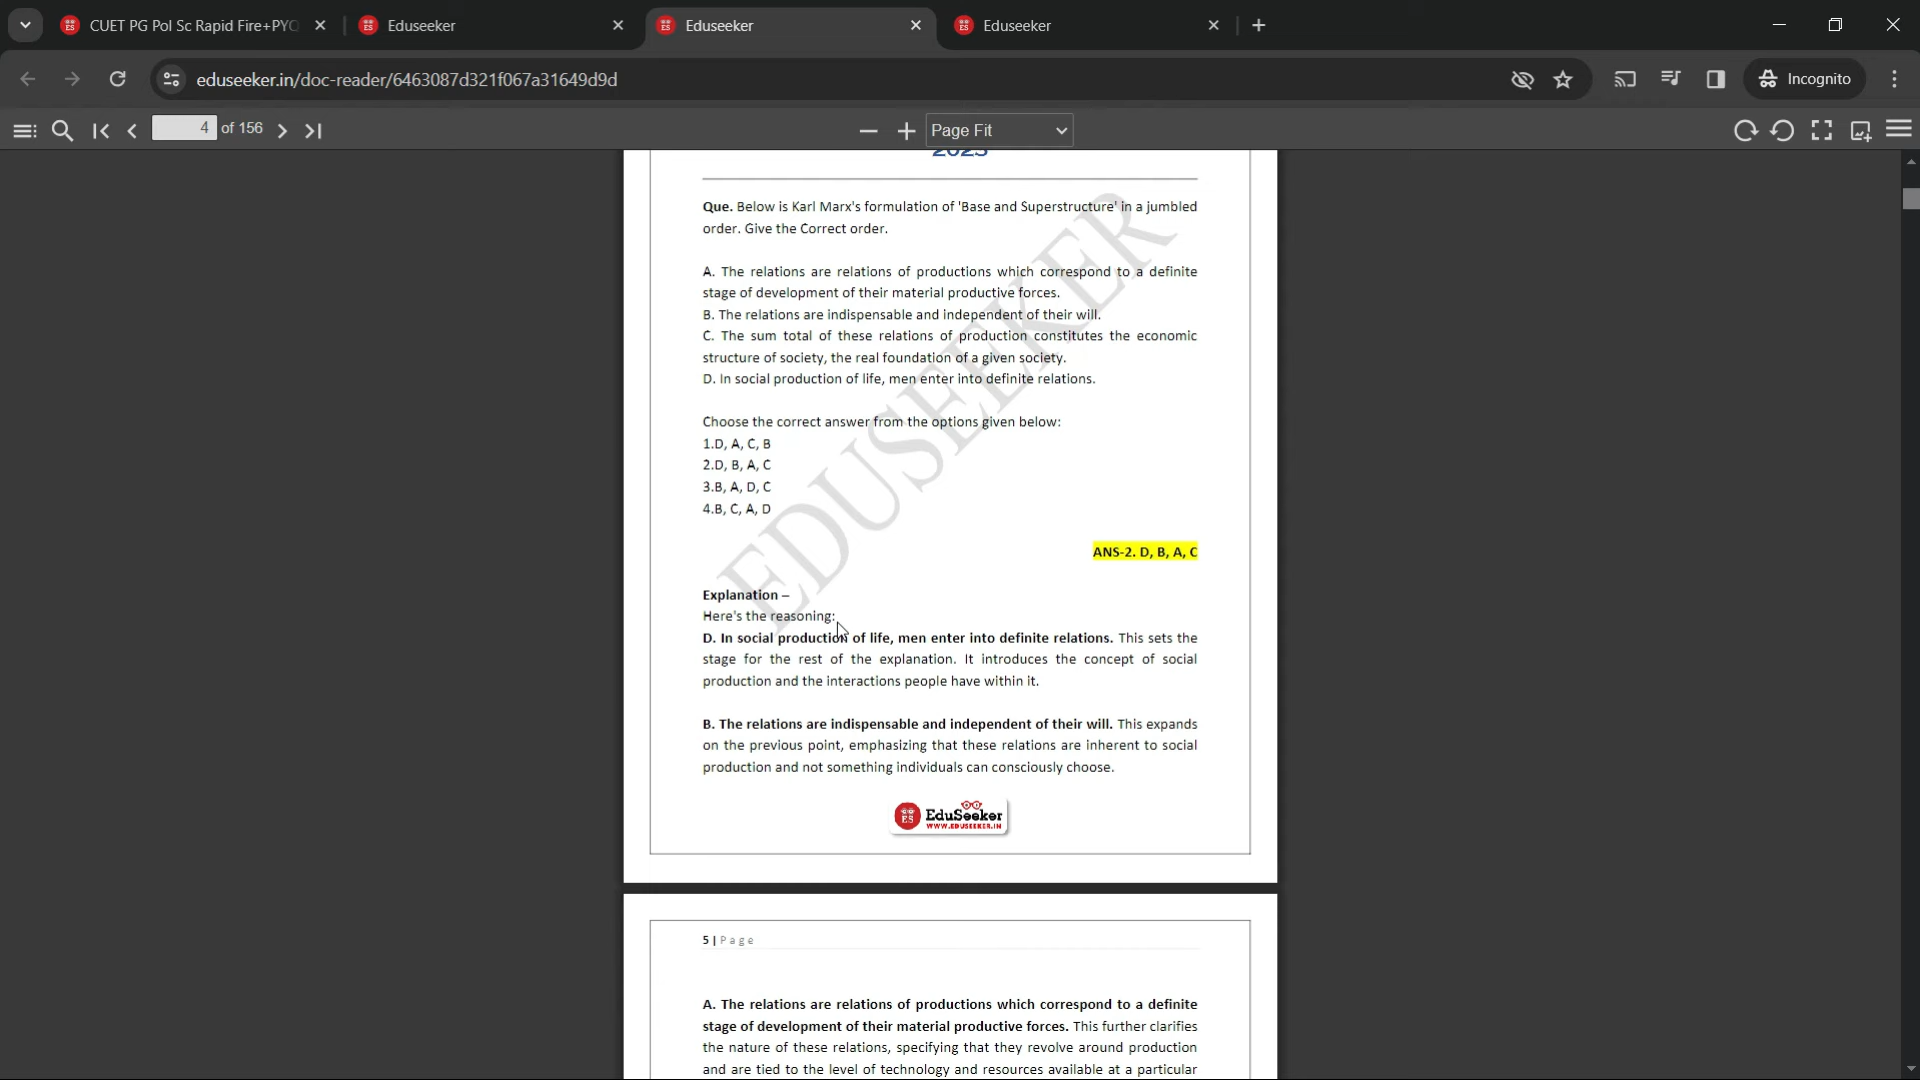 CUET PG Pol Sc Rapid Fire+PYQ
Eduseeker
Eduseeker
Eduseeker
eduseeker.in/doc-reader/6463087d321f067a31649d9d
Incognito
4 of 156
Page Fit
2023
Que. Below is Karl Marx's formulation of 'Base and Superstructure' in a jumbled
order. Give the Correct order.
A. The relations are relations of productions which correspond to a definite
stage of development of their material productive forces.
B. The relations are indispensable and independent of their will.
C. The sum total of these relations of production constitutes the economic
structure of society, the real foundation of a given society.
D. In social production of life, men enter into definite relations.
Choose the correct answer from the options given below:
1.D, A, C, B
2.D, B, A, C
3.B, A, D, C
4.B, C, A, D
ANS-2. D, B, A, C
Explanation –
Here's the reasoning:
D. In social production of life, men enter into definite relations. This sets the
stage for the rest of the explanation. It introduces the concept of social
production and the interactions people have within it.
B. The relations are indispensable and independent of their will. This expands
on the previous point, emphasizing that these relations are inherent to social
production and not something individuals can consciously choose.
EDUSEEKER
ES EduSeeker
WWW.EDUSEEKER.IN
5 | Page
A. The relations are relations of productions which correspond to a definite
stage of development of their material productive forces. This further clarifies
the nature of these relations, specifying that they revolve around production
and are tied to the level of technology and resources available at a particular